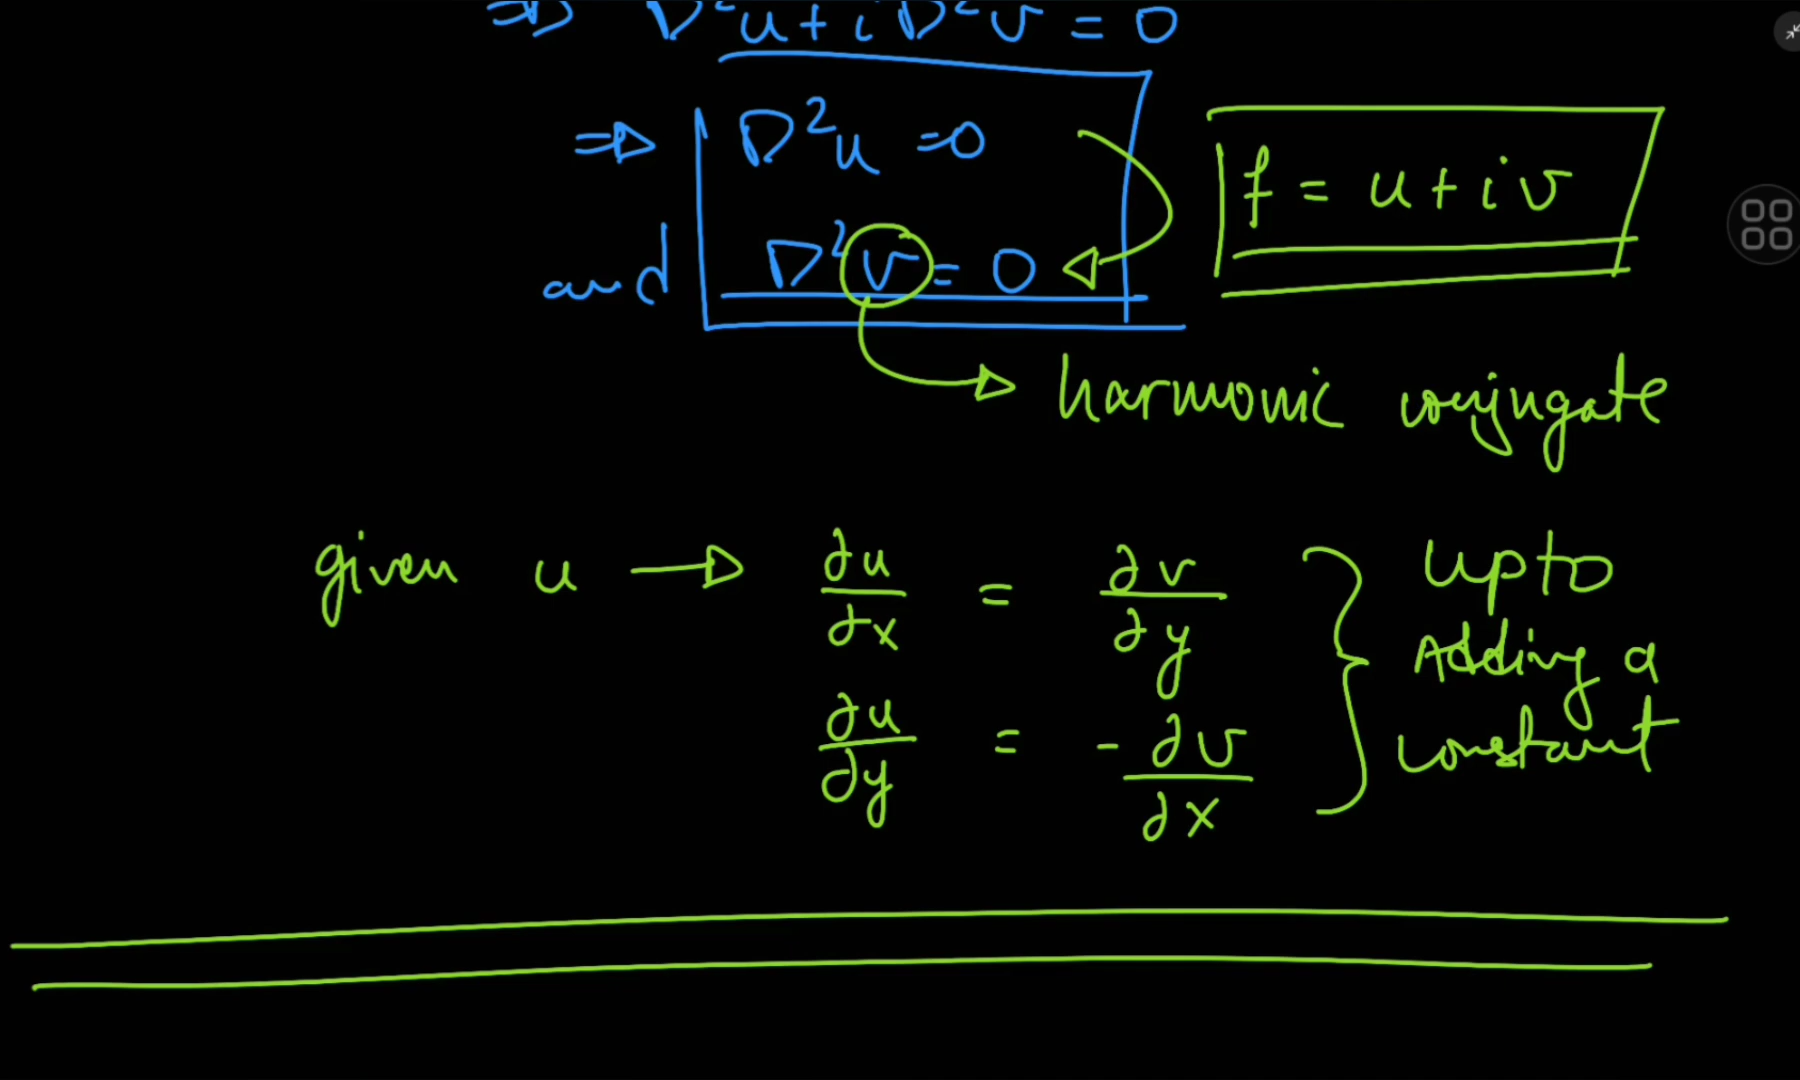 ⇒ ∇²u + i∇²v = 0
⇒ ∇²u = 0
f = u + iv
and ∇²v = 0
harmonic conjugate
given u → ∂u/∂x = ∂v/∂y
∂u/∂y = -∂v/∂x
upto
Adding a
constant